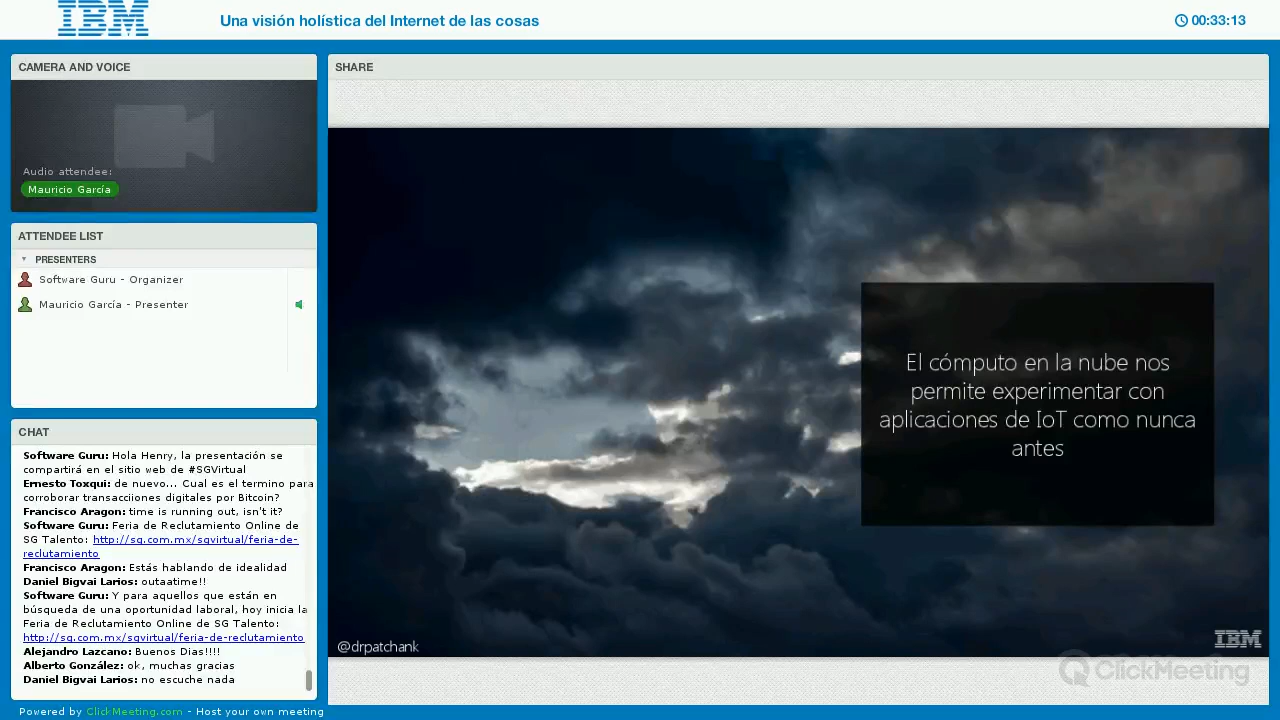 IBM
Una visión holística del Internet de las cosas
00:33:13
CAMERA AND VOICE
Audio attendee:
Mauricio García
ATTENDEE LIST
PRESENTERS
Software Guru - Organizer
Mauricio García - Presenter
CHAT
Software Guru: Hola Henry, la presentación se
compartirá en el sitio web de #SGVirtual
Ernesto Toxqui: de nuevo... Cual es el termino para
corroborar transacciiones digitales por Bitcoin?
Francisco Aragon: time is running out, isn't it?
Software Guru: Feria de Reclutamiento Online de
SG Talento: http://sg.com.mx/sgvirtual/feria-de-
reclutamiento
Francisco Aragon: Estás hablando de idealidad
Daniel Bigvai Larios: outaatime!!
Software Guru: Y para aquellos que están en
búsqueda de una oportunidad laboral, hoy inicia la
Feria de Reclutamiento Online de SG Talento:
http://sg.com.mx/sgvirtual/feria-de-reclutamiento
Alejandro Lazcano: Buenos Dias!!!!
Alberto González: ok, muchas gracias
Daniel Bigvai Larios: no escuche nada
Powered by ClickMeeting.com - Host your own meeting
SHARE
El cómputo en la nube nos
permite experimentar con
aplicaciones de IoT como nunca
antes
@drpatchank
IBM
ClickMeeting